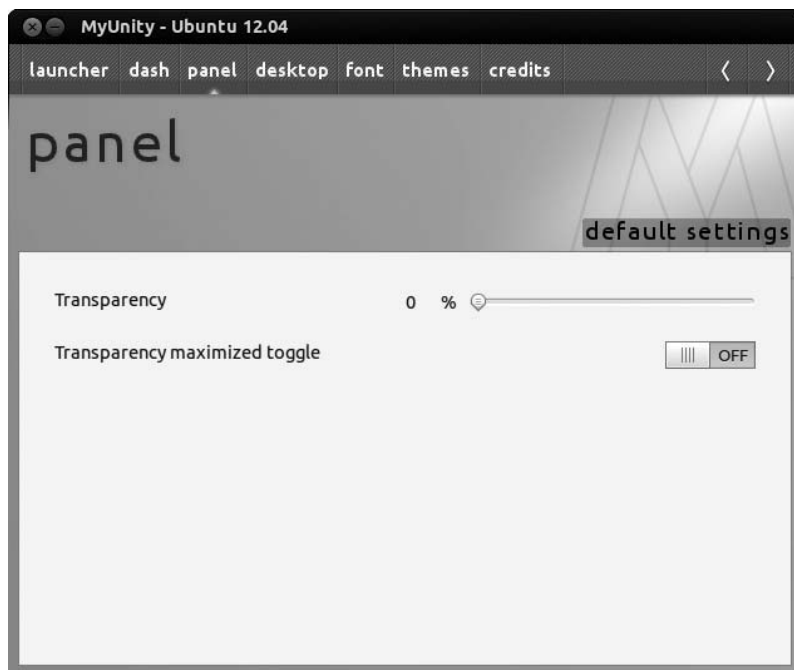 MyUnity - Ubuntu 12.04
launcher dash panel desktop font themes credits
panel
default settings
Transparency 0 %
Transparency maximized toggle OFF